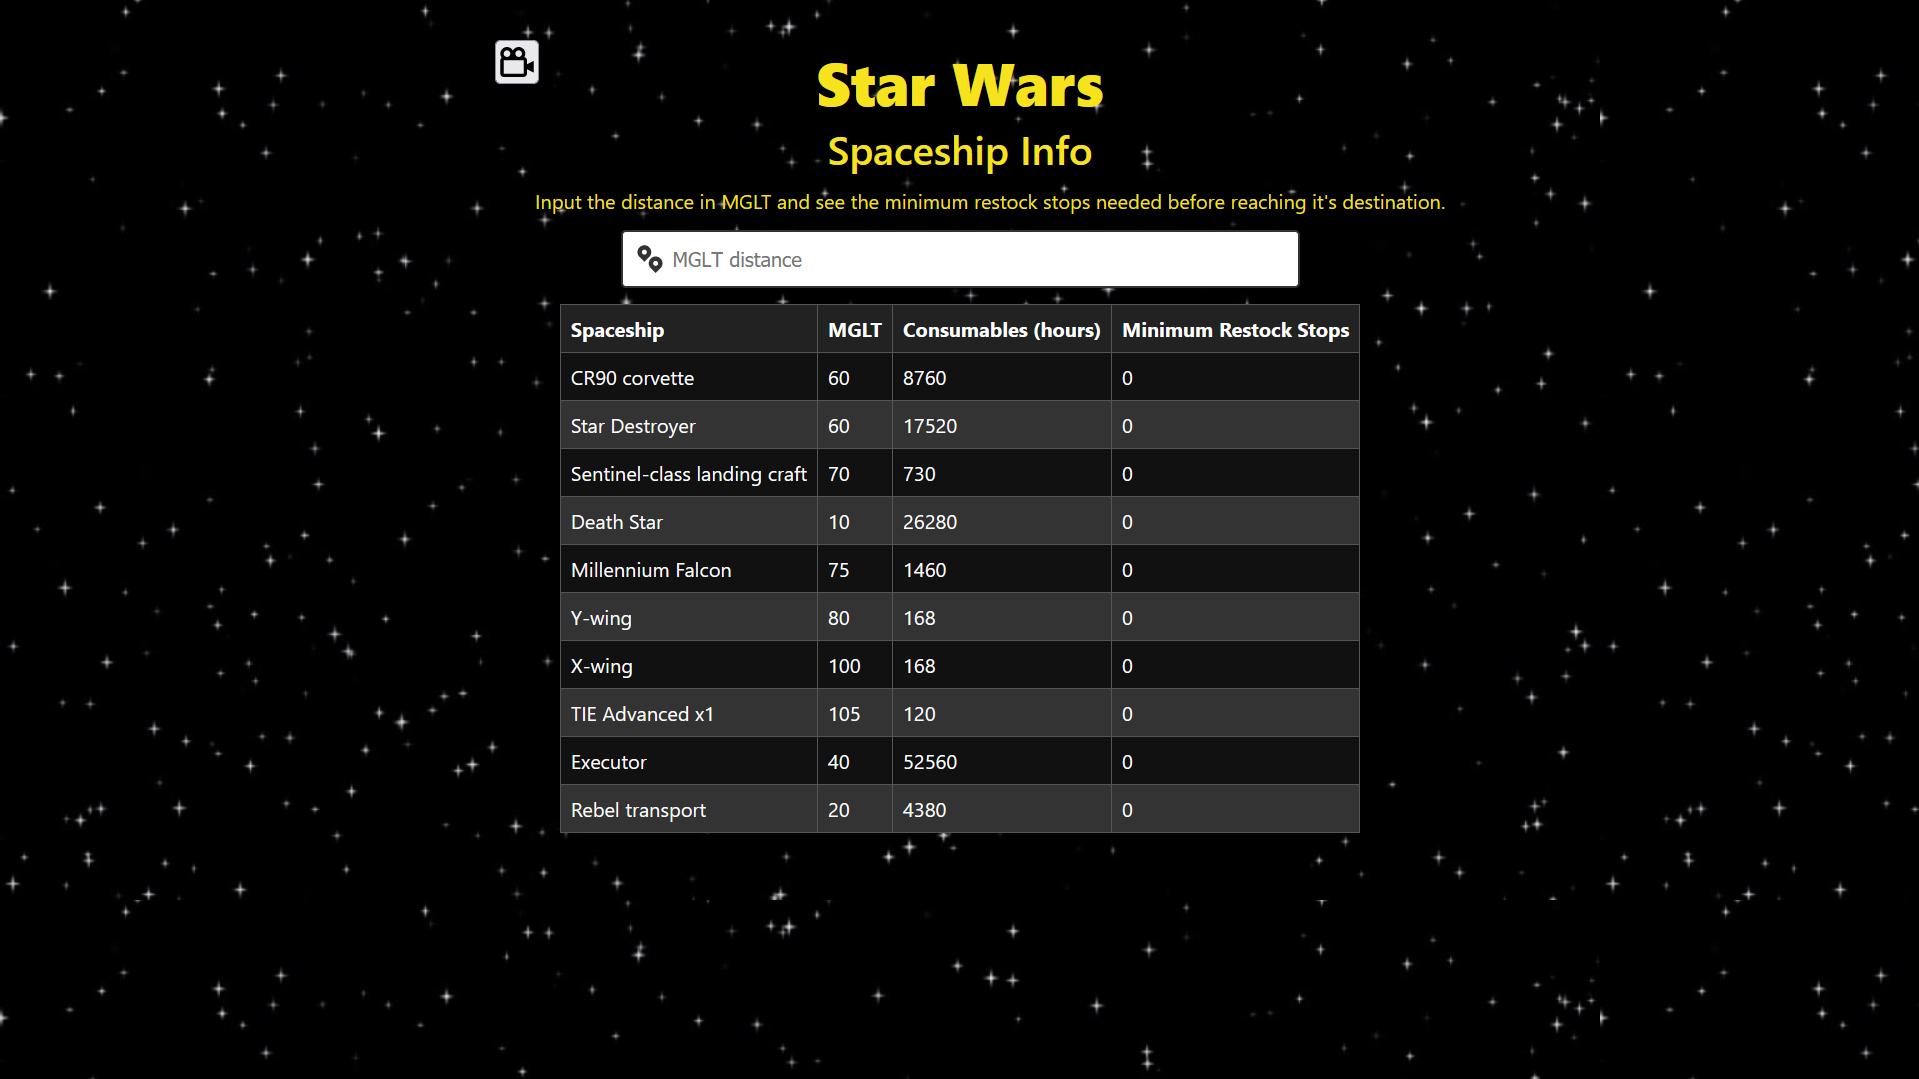 Star Wars
Spaceship Info
Input the distance in MGLT and see the minimum restock stops needed before reaching it's destination.
MGLT distance
Spaceship MGLT Consumables (hours) Minimum Restock Stops
CR90 corvette 60 8760 0
Star Destroyer 60 17520 0
Sentinel-class landing craft 70 730 0
Death Star 10 26280 0
Millennium Falcon 75 1460 0
Y-wing 80 168 0
X-wing 100 168 0
TIE Advanced x1 105 120 0
Executor 40 52560 0
Rebel transport 20 4380 0